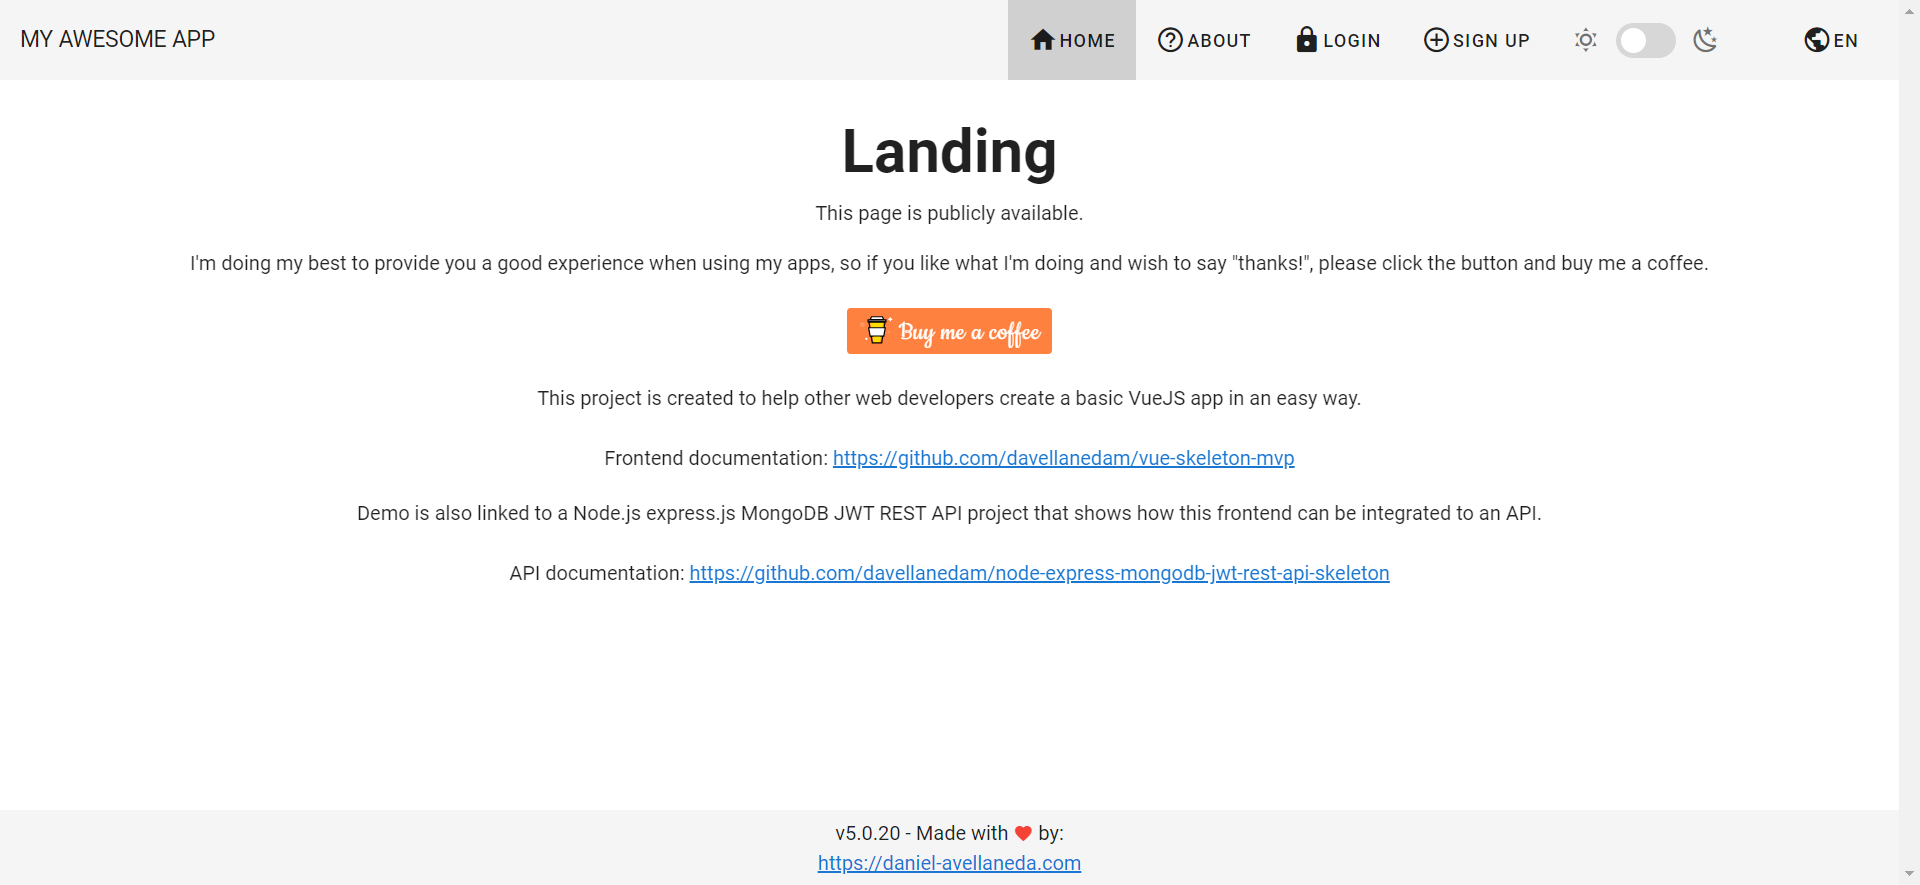 MY AWESOME APP
HOME
ABOUT
LOGIN
SIGN UP
EN
Landing
This page is publicly available.
I'm doing my best to provide you a good experience when using my apps, so if you like what I'm doing and wish to say "thanks!", please click the button and buy me a coffee.
Buy me a coffee
This project is created to help other web developers create a basic VueJS app in an easy way.
Frontend documentation: https://github.com/davellanedam/vue-skeleton-mvp
Demo is also linked to a Node.js express.js MongoDB JWT REST API project that shows how this frontend can be integrated to an API.
API documentation: https://github.com/davellanedam/node-express-mongodb-jwt-rest-api-skeleton
v5.0.20 - Made with ❤ by:
https://daniel-avellaneda.com